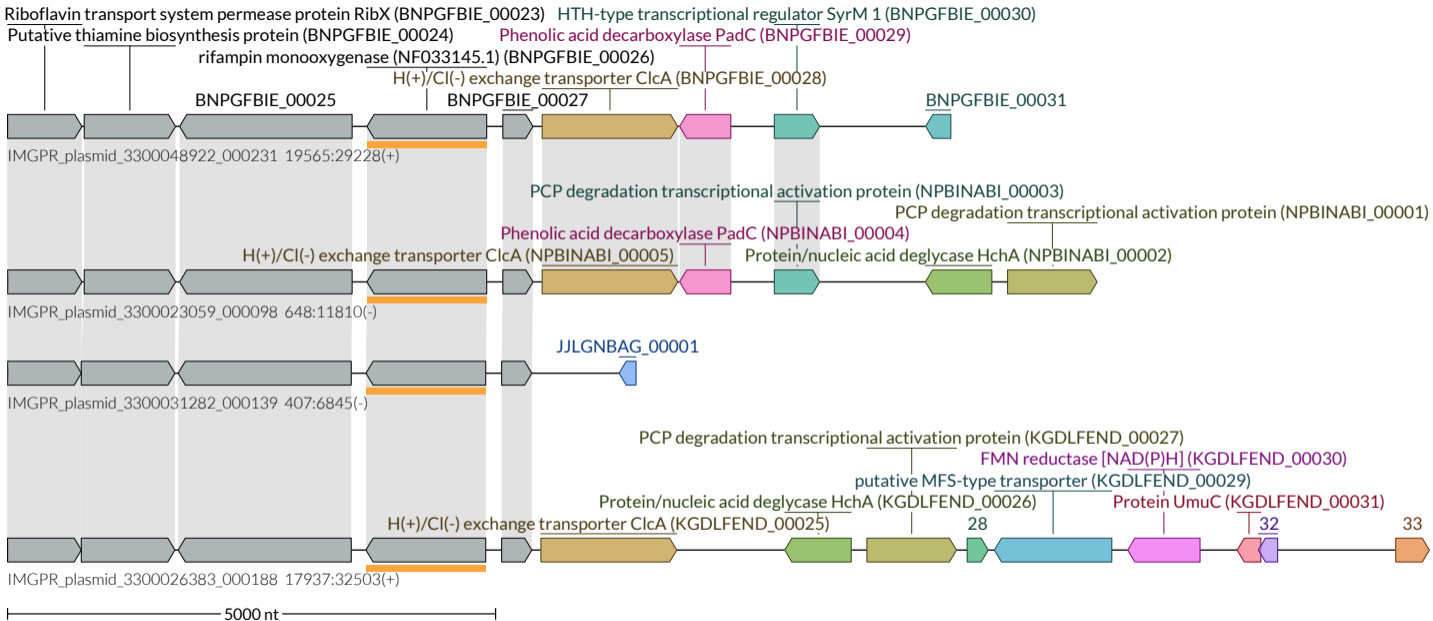 Riboflavin transport system permease protein RibX (BNPGFBIE_00023)
HTH-type transcriptional regulator SyrM 1 (BNPGFBIE_00030)
Putative thiamine biosynthesis protein (BNPGFBIE_00024)
Phenolic acid decarboxylase PadC (BNPGFBIE_00029)
rifampin monooxygenase (NF033145.1) (BNPGFBIE_00026)
H(+)/Cl(-) exchange transporter ClcA (BNPGFBIE_00028)
BNPGFBIE_00025
BNPGFBIE_00027
BNPGFBIE_00031
IMGPR_plasmid_3300048922_000231 19565:29228(+)
PCP degradation transcriptional activation protein (NPBINABI_00003)
PCP degradation transcriptional activation protein (NPBINABI_00001)
Phenolic acid decarboxylase PadC (NPBINABI_00004)
H(+)/Cl(-) exchange transporter ClcA (NPBINABI_00005)
Protein/nucleic acid deglycase HchA (NPBINABI_00002)
IMGPR_plasmid_3300023059_000098 648:11810(-)
JJLGNBAG_00001
IMGPR_plasmid_3300031282_000139 407:6845(-)
PCP degradation transcriptional activation protein (KGDLFEND_00027)
FMN reductase [NAD(P)H] (KGDLFEND_00030)
putative MFS-type transporter (KGDLFEND_00029)
Protein/nucleic acid deglycase HchA (KGDLFEND_00026)
Protein UmuC (KGDLFEND_00031)
H(+)/Cl(-) exchange transporter ClcA (KGDLFEND_00025)
28
32
33
IMGPR_plasmid_3300026383_000188 17937:32503(+)
5000 nt